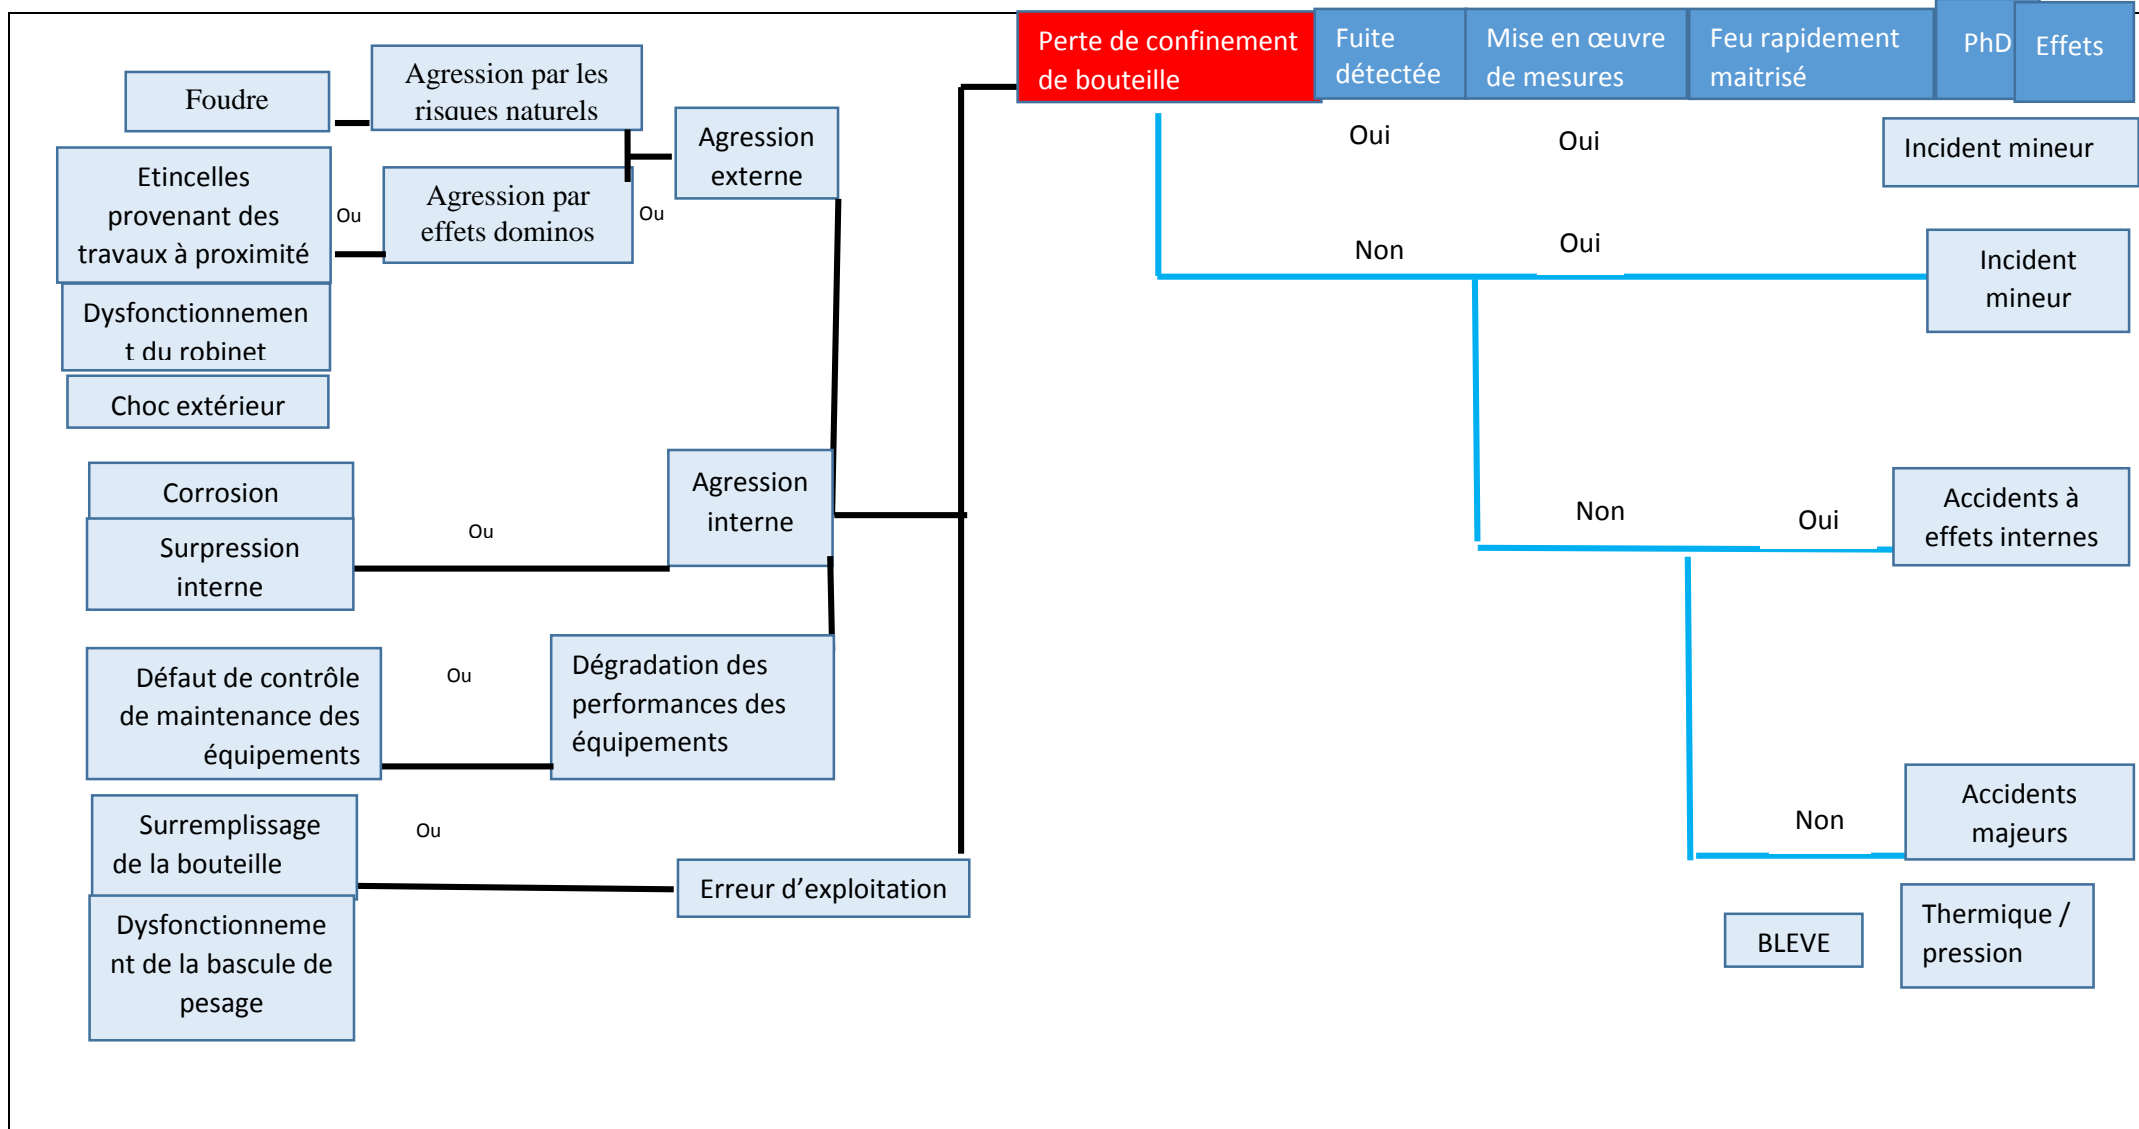 Foudre
Agression par les
risques naturels
Etincelles
provenant des
travaux à proximité
Ou
Agression par
effets dominos
Ou
Agression
externe
Dysfonctionnemen
t du robinet
Choc extérieur
Corrosion
Surpression
interne
Ou
Agression
interne
Défaut de contrôle
de maintenance des
équipements
Ou
Dégradation des
performances des
équipements
Surremplissage
de la bouteille
Ou
Erreur d’exploitation
Dysfonctionneme
nt de la bascule de
pesage
Perte de confinement
de bouteille
Fuite
détectée
Mise en œuvre
de mesures
Feu rapidement
maitrisé
PhD
Effets
Oui
Oui
Incident mineur
Non
Oui
Incident
mineur
Non
Oui
Accidents à
effets internes
Non
Accidents
majeurs
BLEVE
Thermique /
pression